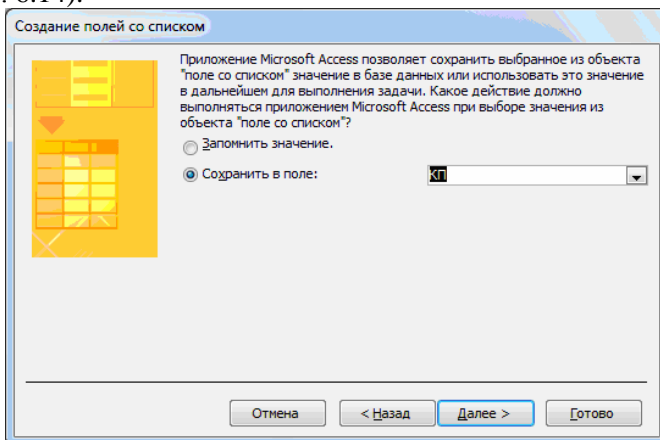 6.14).
Создание полей со списком
Приложение Microsoft Access позволяет сохранить выбранное из объекта
"поле со списком" значение в базе данных или использовать это значение
в дальнейшем для выполнения задачи. Какое действие должно
выполняться приложением Microsoft Access при выборе значения из
объекта "поле со списком"?
Запомнить значение.
Сохранить в поле: КП
Отмена < Назад Далее > Готово